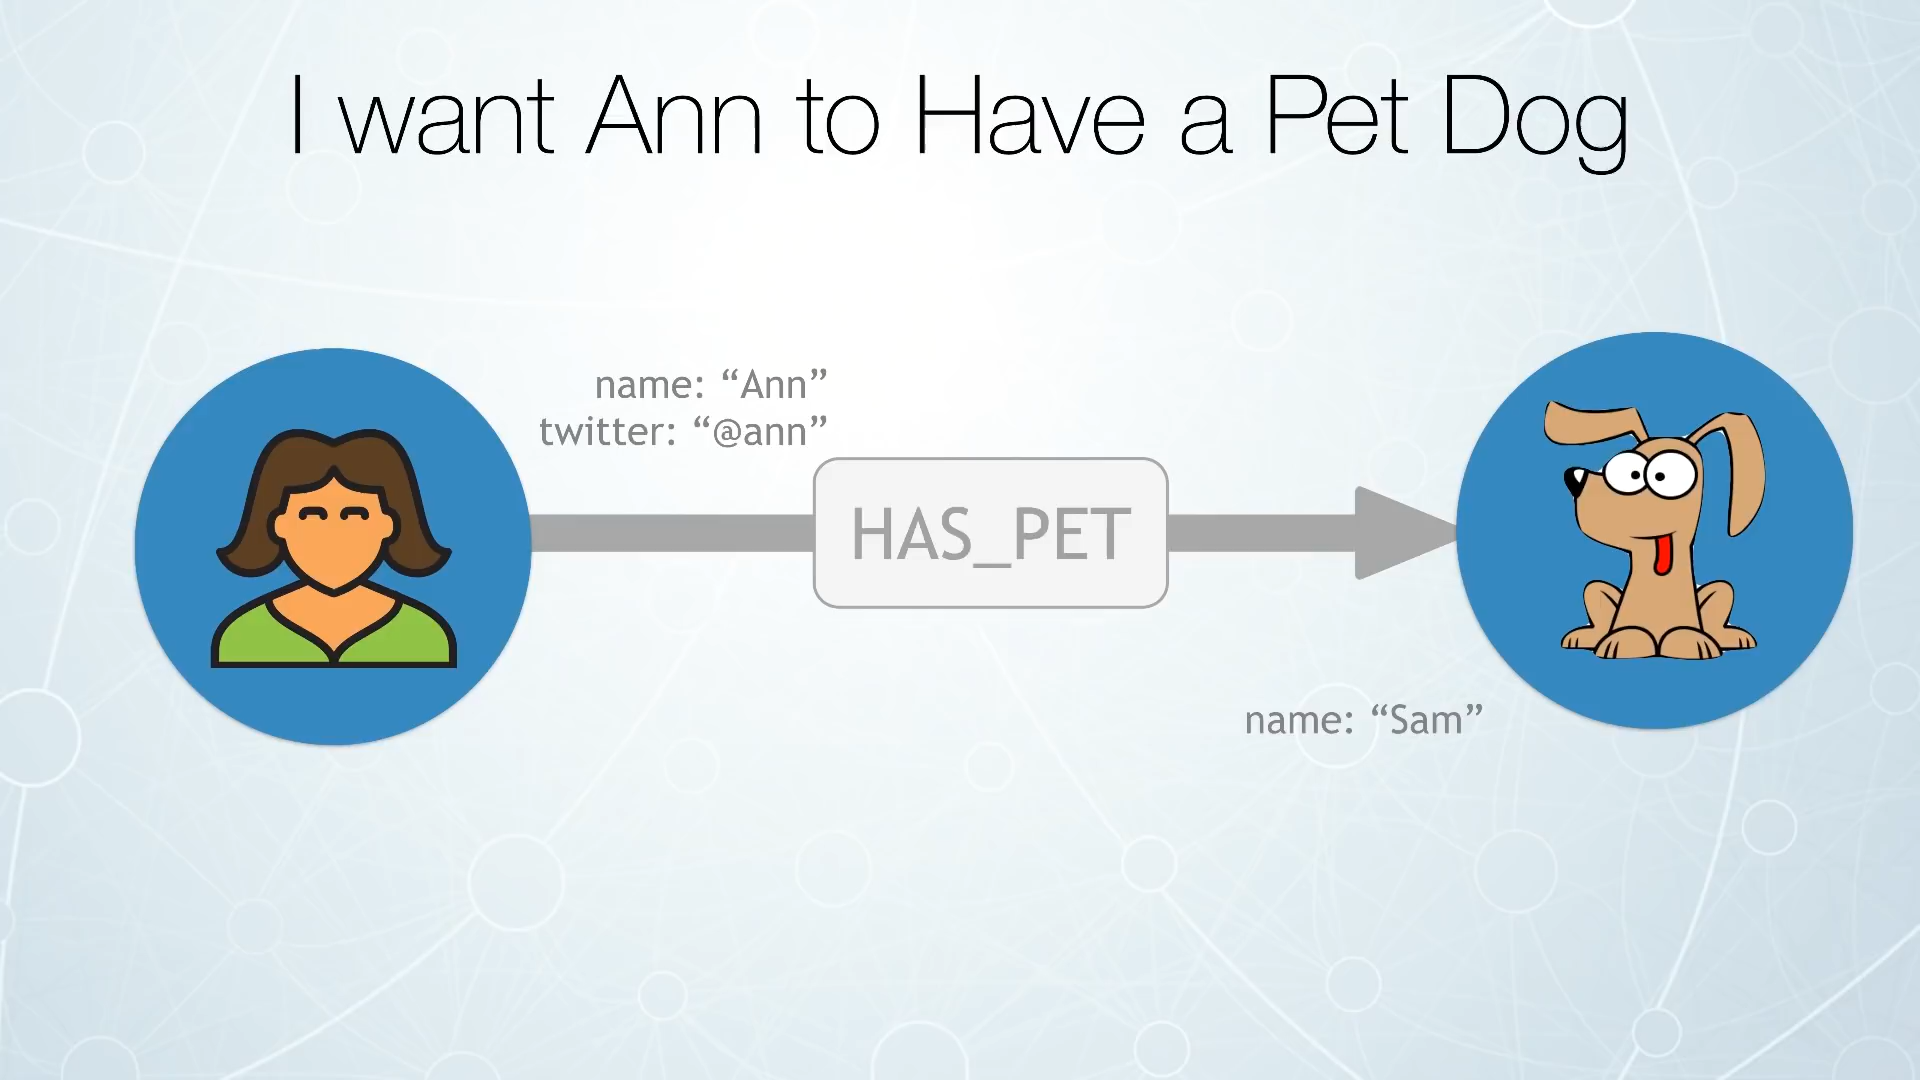 I want Ann to Have a Pet Dog
name: “Ann”
twitter: “@ann”
HAS_PET
name: “Sam”